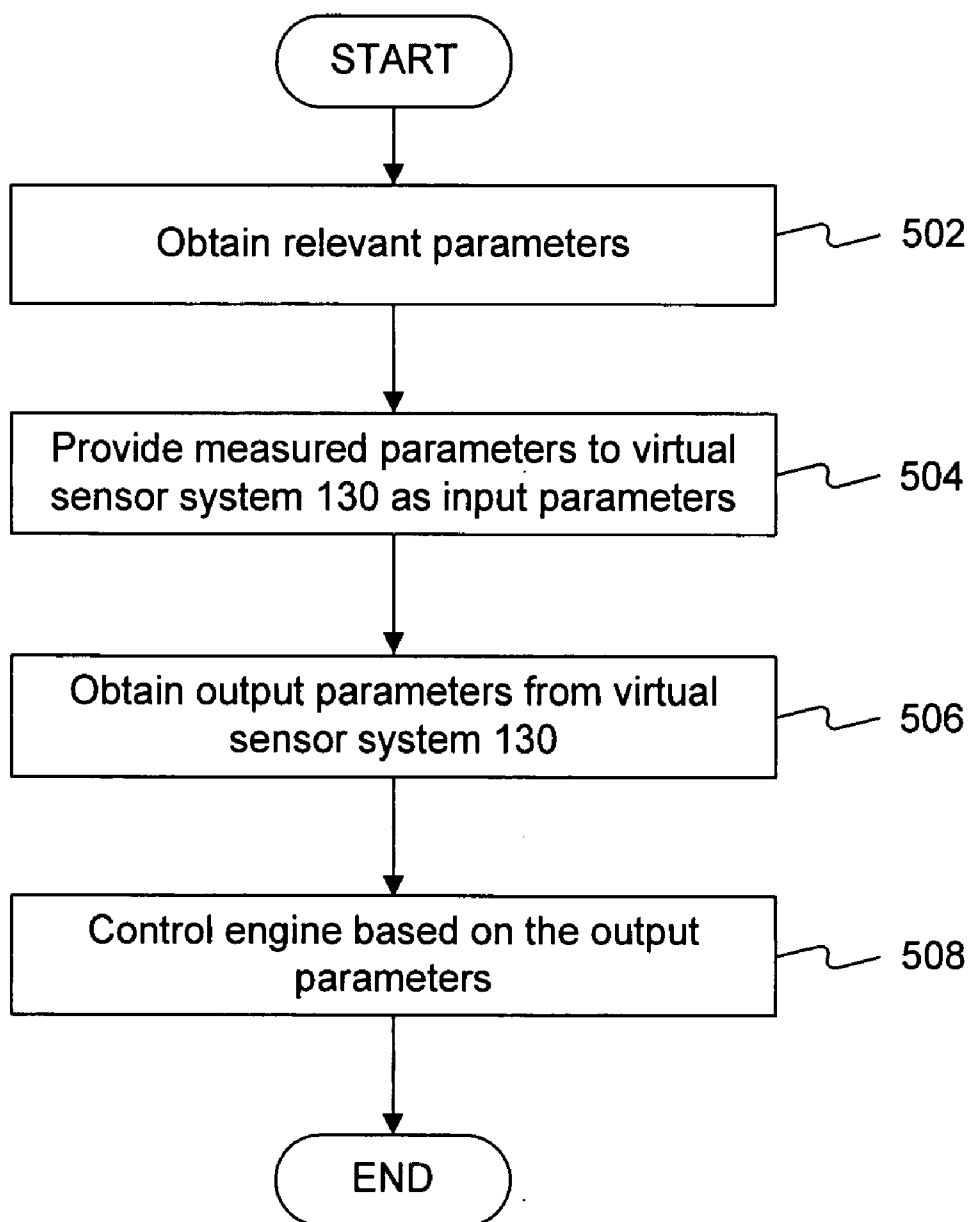 START
Obtain relevant parameters
502
Provide measured parameters to virtual
sensor system 130 as input parameters
504
Obtain output parameters from virtual
sensor system 130
506
Control engine based on the output
parameters
508
END